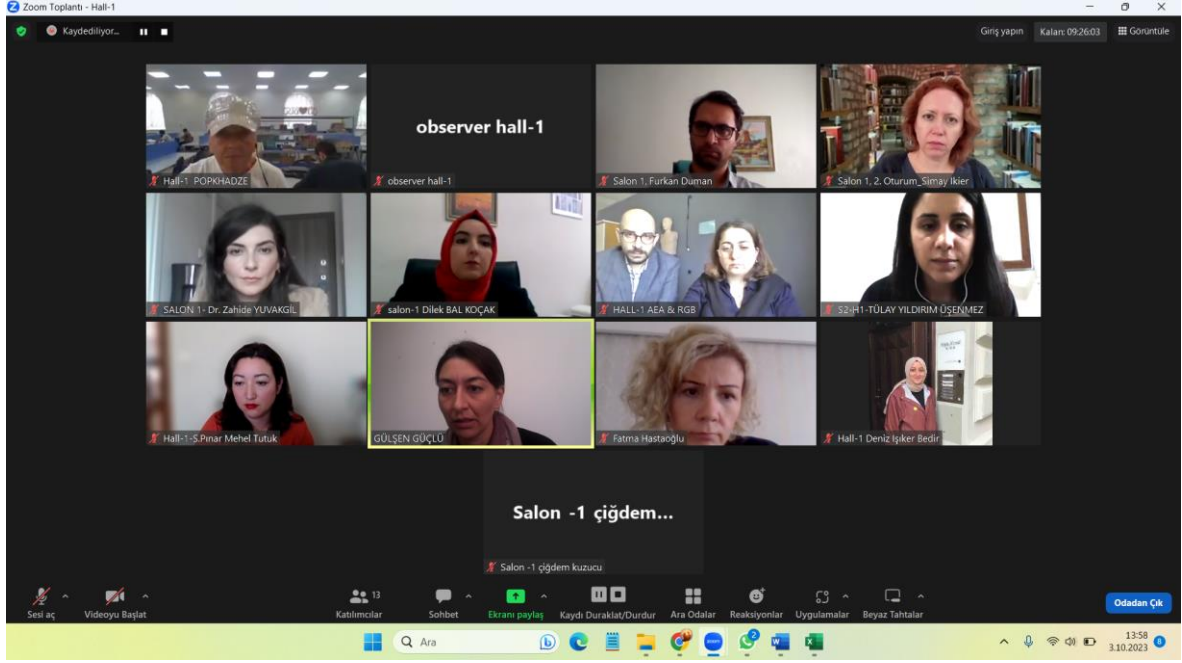 Zoom Toplantı - Hall-1
Kaydediliyor...
Giriş yapın
Kalan: 09:26:03
Görüntüle
Hall-1 POPKHADZE
observer hall-1
observer hall-1
Salon 1, Furkan Duman
Salon 1, 2. Oturum_Simay Ikier
SALON 1- Dr. Zahide YUVAKGİL
salon-1 Dilek BAL KOÇAK
HALL-1 AEA & RGB
S2-H1-TÜLAY YILDIRIM ÜŞENMEZ
Hall-1-S.Pınar Mehel Tutuk
GÜLŞEN GÜÇLÜ
Fatma Hastaoğlu
Hall-1 Deniz Işıker Bedir
Salon -1 çiğdem...
Salon -1 çiğdem kuzucu
Sesi aç
Videoyu Başlat
13
Katılımcılar
Sohbet
Ekranı paylaş
Kaydı Duraklat/Durdur
Ara Odalar
Reaksiyonlar
Uygulamalar
Beyaz Tahtalar
Odadan Çık
Ara
2
13:58
3.10.2023
8